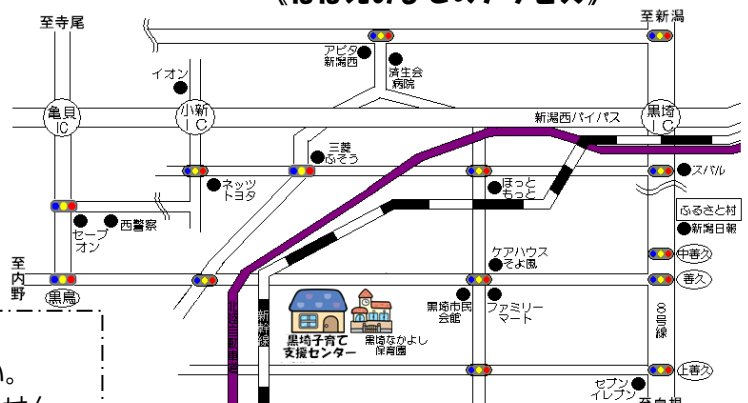 至寺尾
至新潟
アピタ
新潟西
済生会
病院
イオン
亀貝
IC
小新
IC
新潟西バイパス
黒埼
IC
三菱
ふそう
スバル
ネッツ
トヨタ
ほっと
もっと
ふるさと村
新潟日報
セーブ
オン
西警察
中善久
ケアハウス
そよ風
至内野
善久
黒鳥
新幹線
黒埼市民
会館
ファミリー
マート
8号線
黒埼子育て
支援センター
黒埼なかよし
保育園
い。
上善久
セブン
イレブン